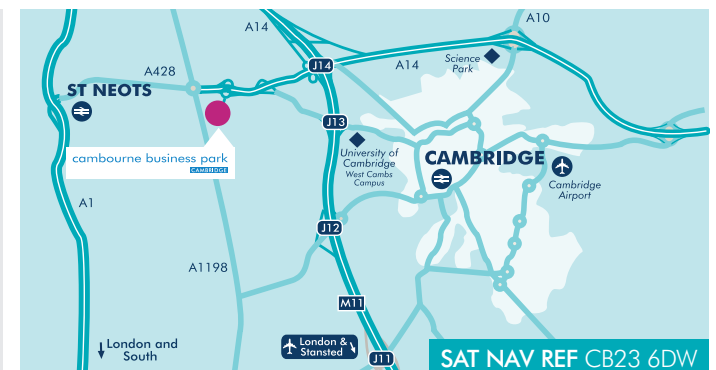 A10
A14
J14
A14
Science
Park
A428
ST NEOTS
J13
University of
Cambridge
West Cambs
Campus
CAMBRIDGE
cambourne business park
CAMBRIDGE
Cambridge
Airport
A1
J12
A1198
M11
London and
South
London &
Stansted
J11
SAT NAV REF CB23 6DW